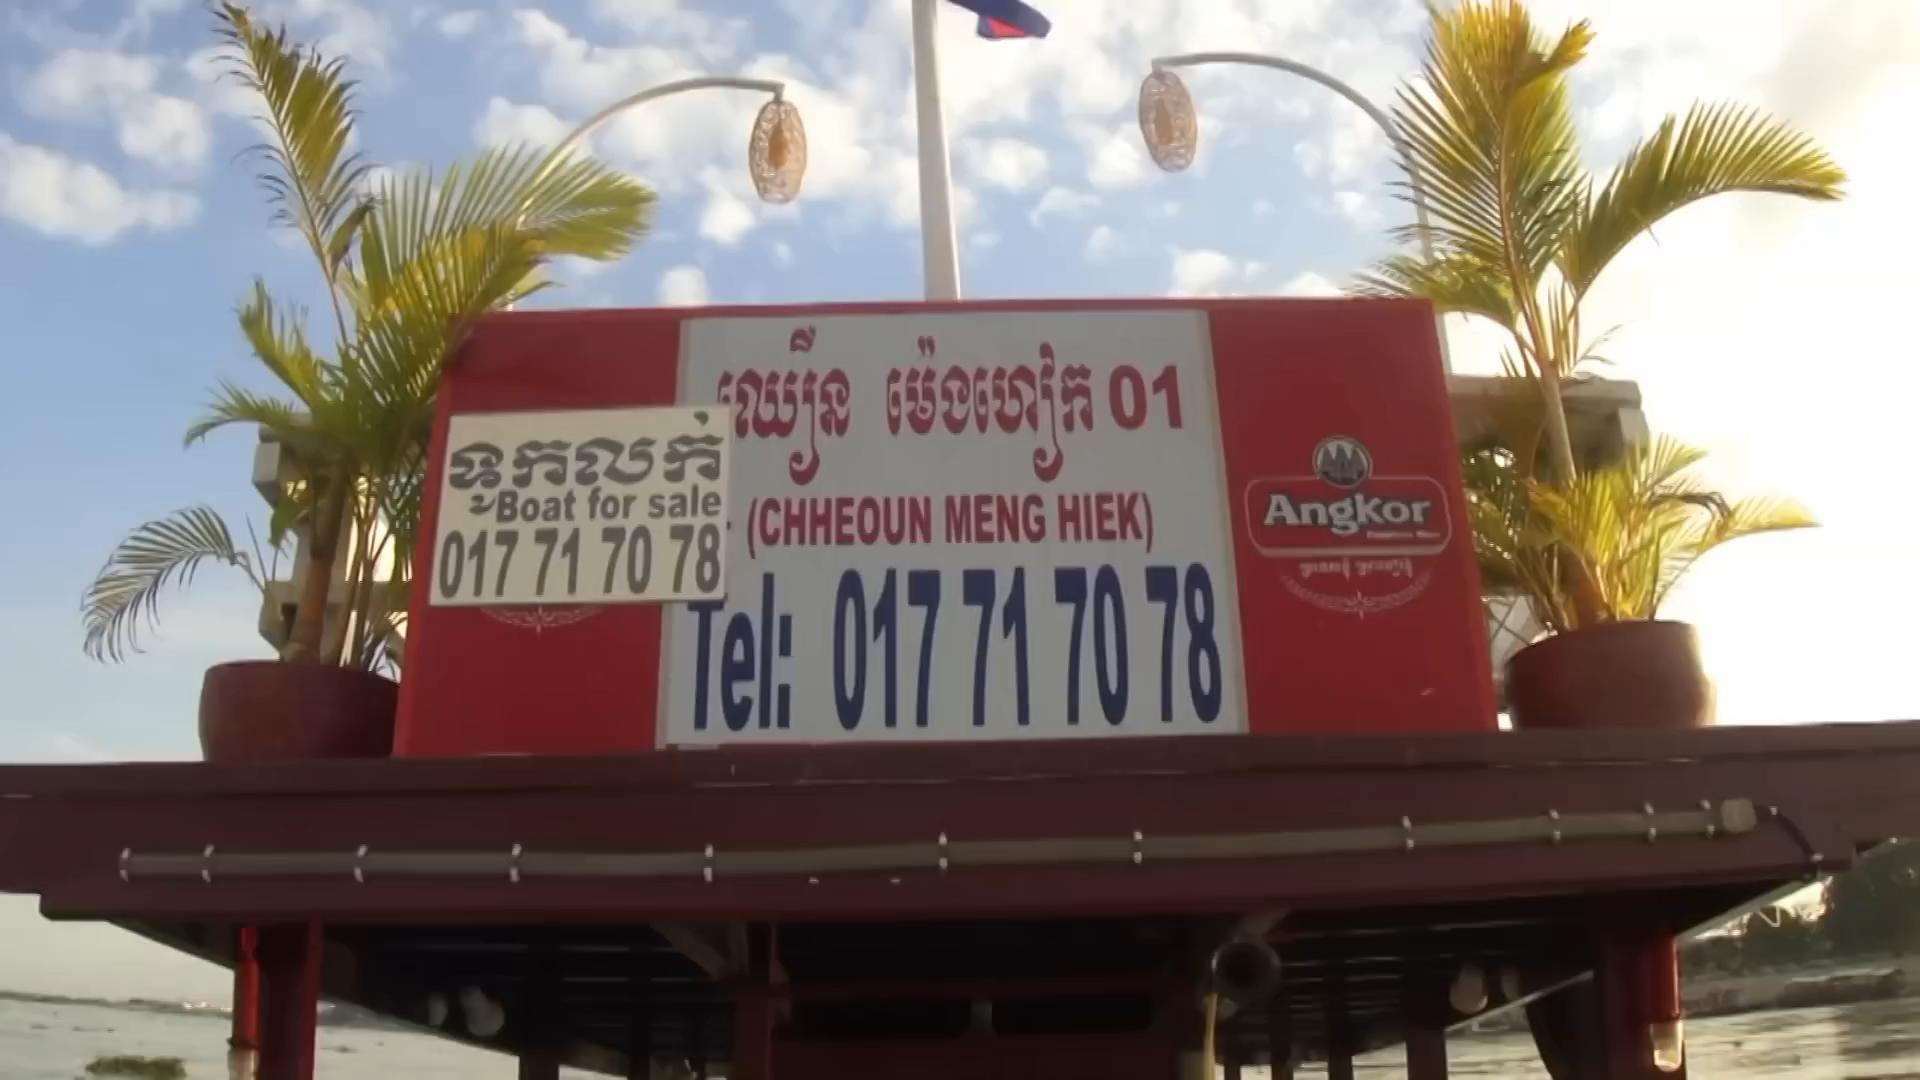 ឈឿន ម៉េងហៀក 01
(CHHEOUN MENG HIEK)
Tel: 017 71 70 78
ទូកលក់
Boat for sale
017 71 70 78
Angkor